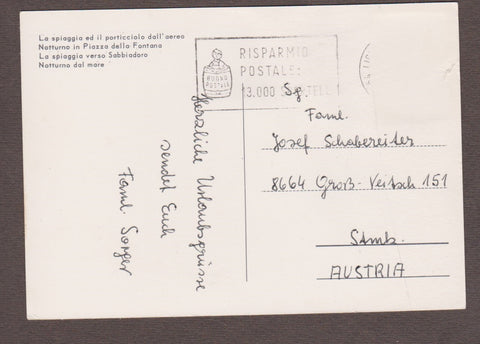 La spiaggia ed il porticciolo dall'aereo
Notturno in Piazza della Fontana
La spiaggia verso Sabbiadoro
Notturno dal mare
RISPARMIO
POSTALE:
13.000
BUONO
POSTALE
Herzliche Urlaubsgrüsse
sendet Euch
Faml. Sorger
Faml.
Josef Schabereiter
8664 Groß-Veitsch 151
Stmk.
AUSTRIA